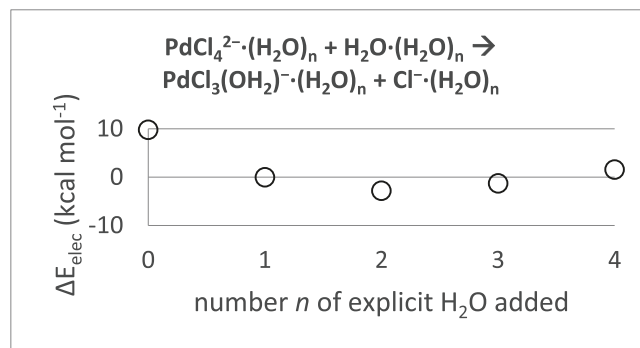 PdCl₄²⁻·(H₂O)ₙ + H₂O·(H₂O)ₙ →
PdCl₃(OH₂)⁻·(H₂O)ₙ + Cl⁻·(H₂O)ₙ
ΔE_elec (kcal mol⁻¹)
10
0
-10
0 1 2 3 4
number n of explicit H₂O added